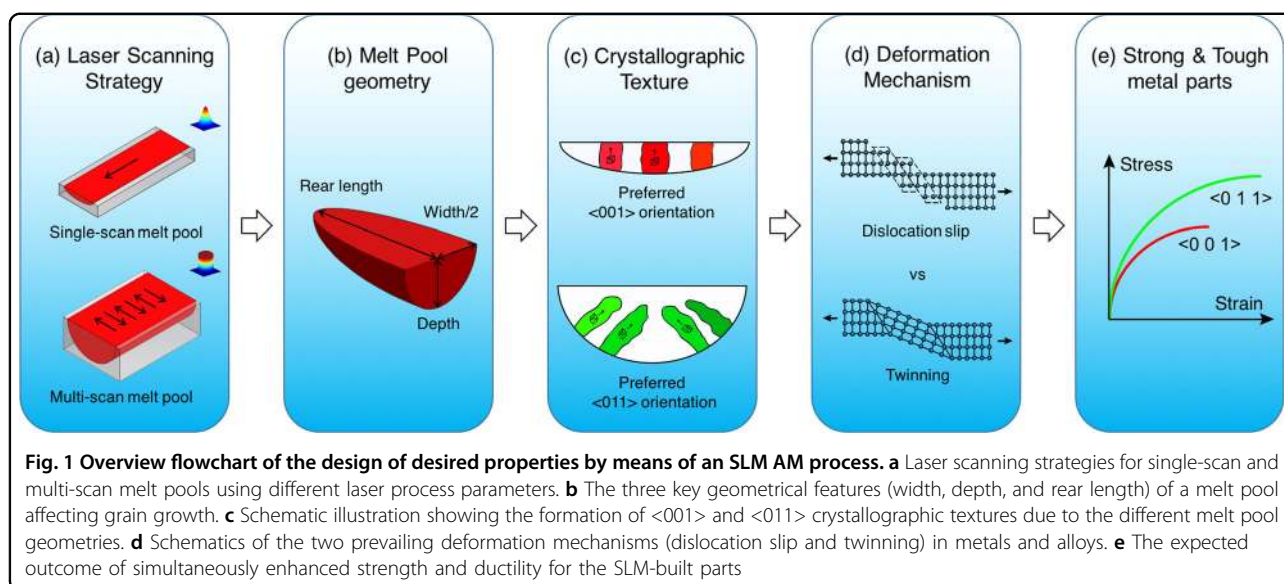 (a) Laser Scanning
Strategy
Single-scan melt pool
Multi-scan melt pool
(b) Melt Pool
geometry
Rear length
Width/2
Depth
(c) Crystallographic
Texture
Preferred
<001> orientation
Preferred
<011> orientation
(d) Deformation
Mechanism
Dislocation slip
vs
Twinning
(e) Strong & Tough
metal parts
Stress
<0 1 1>
<0 0 1>
Strain
Fig. 1 Overview flowchart of the design of desired properties by means of an SLM AM process. a Laser scanning strategies for single-scan and
multi-scan melt pools using different laser process parameters. b The three key geometrical features (width, depth, and rear length) of a melt pool
affecting grain growth. c Schematic illustration showing the formation of <001> and <011> crystallographic textures due to the different melt pool
geometries. d Schematics of the two prevailing deformation mechanisms (dislocation slip and twinning) in metals and alloys. e The expected
outcome of simultaneously enhanced strength and ductility for the SLM-built parts